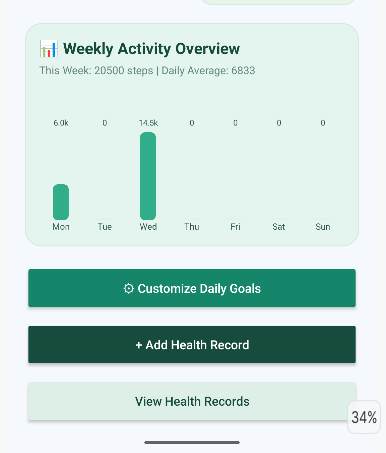 📊 Weekly Activity Overview
This Week: 20500 steps | Daily Average: 6833
6.0k 0 14.5k 0 0 0 0
Mon Tue Wed Thu Fri Sat Sun
Customize Daily Goals
+ Add Health Record
View Health Records
34%